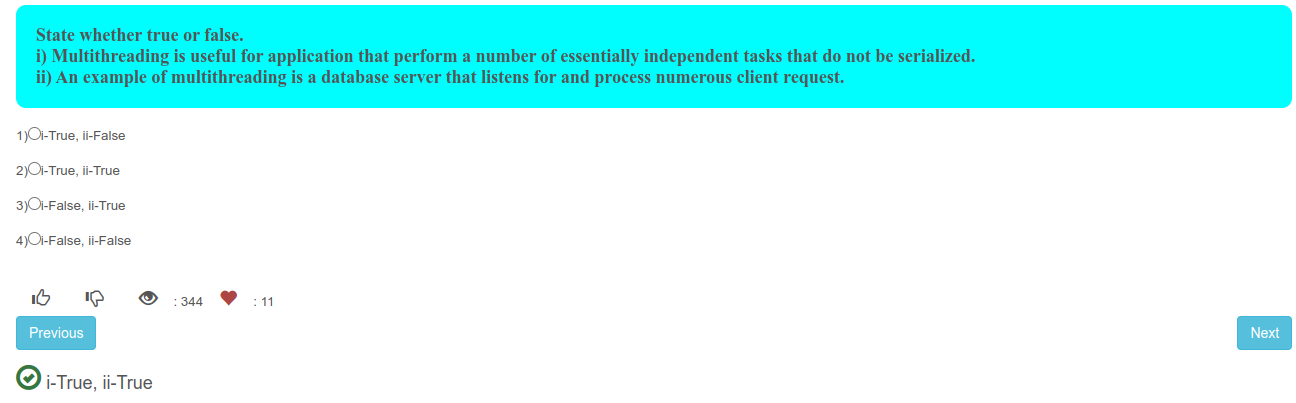 State whether true or false.
i) Multithreading is useful for application that perform a number of essentially independent tasks that do not be serialized.
ii) An example of multithreading is a database server that listens for and process numerous client request.
1) i-True, ii-False
2) i-True, ii-True
3) i-False, ii-True
4) i-False, ii-False
: 344 : 11
Previous Next
i-True, ii-True